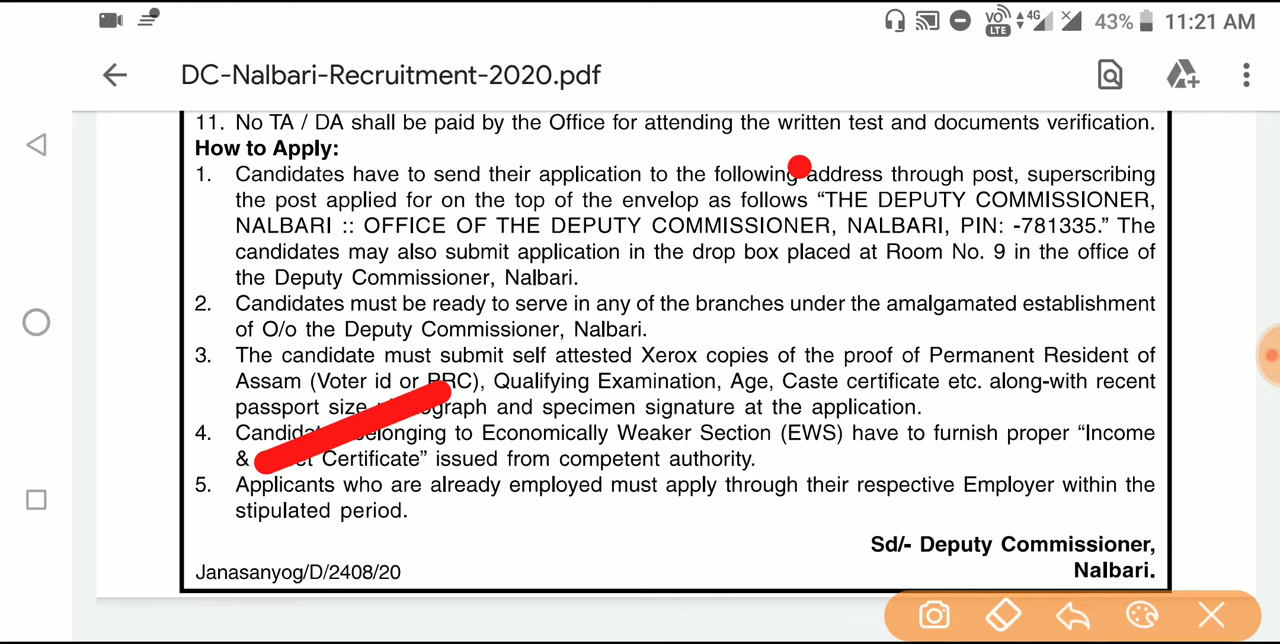 VO LTE 4G 43% 11:21 AM
DC-Nalbari-Recruitment-2020.pdf
11. No TA / DA shall be paid by the Office for attending the written test and documents verification.
How to Apply:
1. Candidates have to send their application to the following address through post, superscribing
the post applied for on the top of the envelop as follows “THE DEPUTY COMMISSIONER,
NALBARI :: OFFICE OF THE DEPUTY COMMISSIONER, NALBARI, PIN: -781335.” The
candidates may also submit application in the drop box placed at Room No. 9 in the office of
the Deputy Commissioner, Nalbari.
2. Candidates must be ready to serve in any of the branches under the amalgamated establishment
of O/o the Deputy Commissioner, Nalbari.
3. The candidate must submit self attested Xerox copies of the proof of Permanent Resident of
Assam (Voter id or PRC), Qualifying Examination, Age, Caste certificate etc. along-with recent
passport size and specimen signature at the application.
4. belonging to Economically Weaker Section (EWS) have to furnish proper “Income
& Certificate” issued from competent authority.
5. Applicants who are already employed must apply through their respective Employer within the
stipulated period.
Sd/- Deputy Commissioner,
Nalbari.
Janasanyog/D/2408/20